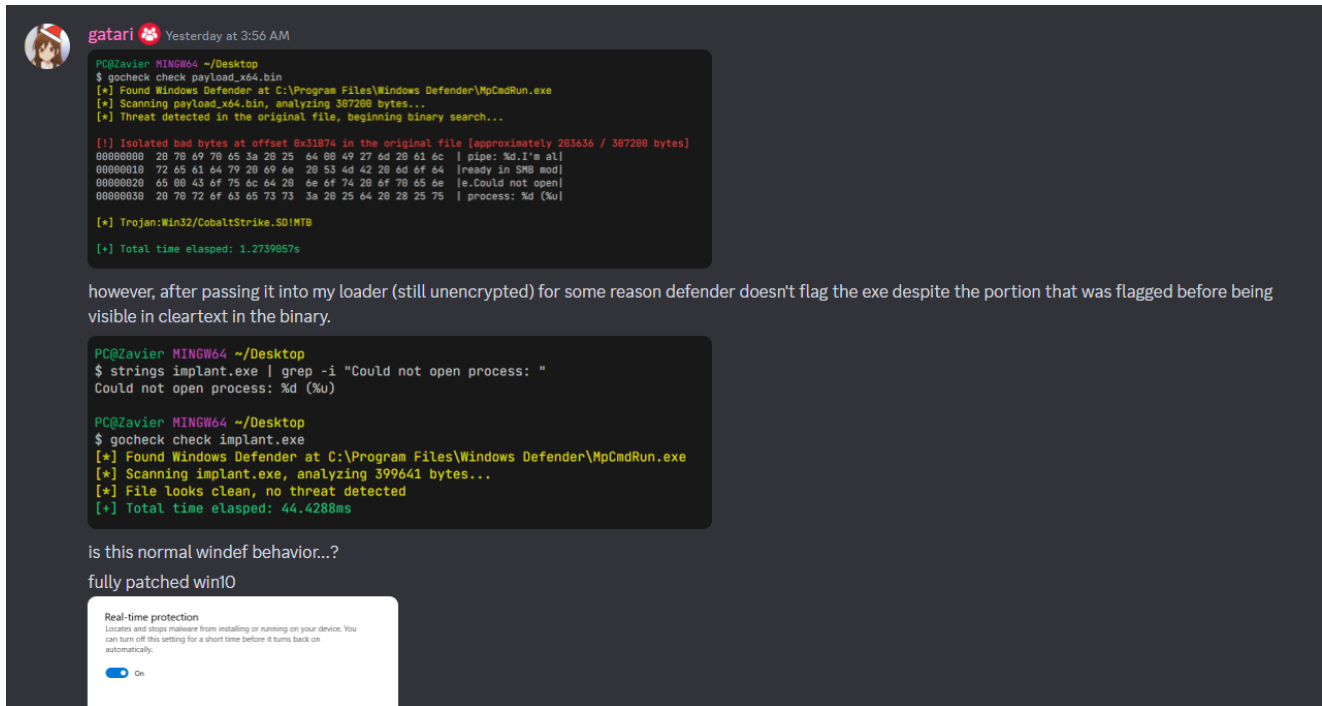 gatari Yesterday at 3:56 AM
PC@Zavier MINGW64 ~/Desktop
$ gocheck check payload_x64.bin
[*] Found Windows Defender at C:\Program Files\Windows Defender\MpCmdRun.exe
[*] Scanning payload_x64.bin, analyzing 307200 bytes...
[*] Threat detected in the original file, beginning binary search...
[!] Isolated bad bytes at offset 0x31B74 in the original file [approximately 203636 / 307200 bytes]
00000000 20 70 69 70 65 3a 20 25 64 00 49 27 6d 20 61 6c | pipe: %d.I'm al|
00000010 72 65 61 64 79 20 69 6e 20 53 4d 42 20 6d 6f 64 |ready in SMB mod|
00000020 65 00 43 6f 75 6c 64 20 6e 6f 74 20 6f 70 65 6e |e.Could not open|
00000030 20 70 72 6f 63 65 73 73 3a 20 25 64 20 28 25 75 | process: %d (%u|
[*] Trojan:Win32/CobaltStrike.SD!MTB
[+] Total time elasped: 1.2739057s
however, after passing it into my loader (still unencrypted) for some reason defender doesn't flag the exe despite the portion that was flagged before being
visible in cleartext in the binary.
PC@Zavier MINGW64 ~/Desktop
$ strings implant.exe | grep -i "Could not open process: "
Could not open process: %d (%u)
PC@Zavier MINGW64 ~/Desktop
$ gocheck check implant.exe
[*] Found Windows Defender at C:\Program Files\Windows Defender\MpCmdRun.exe
[*] Scanning implant.exe, analyzing 399641 bytes...
[*] File looks clean, no threat detected
[+] Total time elasped: 44.4288ms
is this normal windef behavior...?
fully patched win10
Real-time protection
Locates and stops malware from installing or running on your device. You
can turn off this setting for a short time before it turns back on
automatically.
On